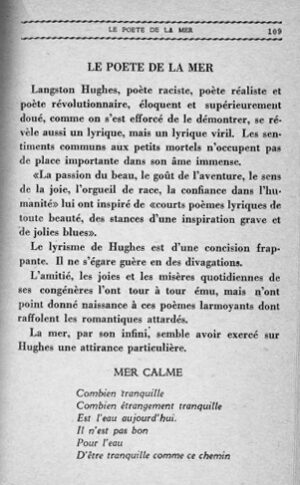 LE POETE DE LA MER 109
LE POETE DE LA MER
Langston Hughes, poète raciste, poète réaliste et
poète révolutionnaire, éloquent et supérieurement
doué, comme on s'est efforcé de le démontrer, se ré-
vèle aussi un lyrique, mais un lyrique viril. Les sen-
timents communs aux petits mortels n'occupent pas
de place importante dans son âme immense.
«La passion du beau, le goût de l'aventure, le sens
de la joie, l'orgueil de race, la confiance dans l'hu-
manité» lui ont inspiré de «courts poèmes lyriques de
toute beauté, des stances d'une inspiration grave et
de jolies blues».
Le lyrisme de Hughes est d'une concision frap-
pante. Il ne s'égare guère en des divagations.
L'amitié, les joies et les misères quotidiennes de
ses congénères l'ont tour à tour ému, mais n'ont
point donné naissance à ces poèmes larmoyants dont
raffolent les romantiques attardés.
La mer, par son infini, semble avoir exercé sur
Hughes une attirance particulière.
MER CALME
Combien tranquille
Combien étrangement tranquille
Est l'eau aujourd'hui.
Il n'est pas bon
Pour l'eau
D'être tranquille comme ce chemin